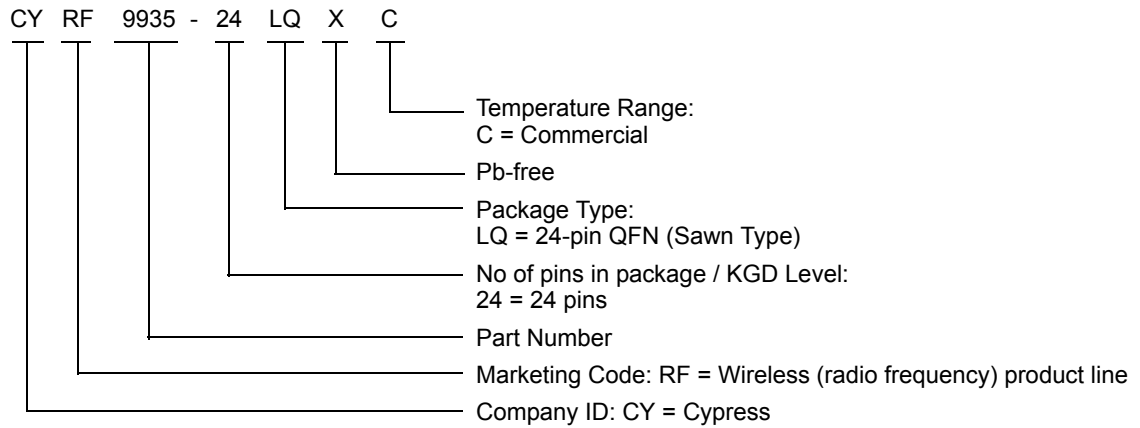 CY RF 9935 - 24 LQ X C
Temperature Range:
C = Commercial
Pb-free
Package Type:
LQ = 24-pin QFN (Sawn Type)
No of pins in package / KGD Level:
24 = 24 pins
Part Number
Marketing Code: RF = Wireless (radio frequency) product line
Company ID: CY = Cypress